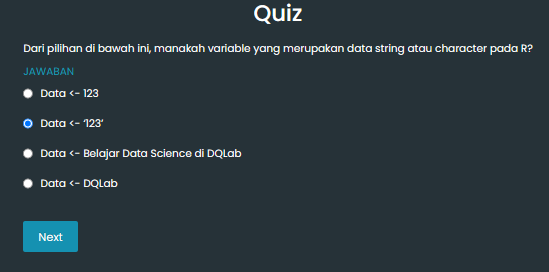 Quiz
Dari pilihan di bawah ini, manakah variable yang merupakan data string atau character pada R?
JAWABAN
Data <- 123
Data <- ‘123’
Data <- Belajar Data Science di DQLab
Data <- DQLab
Next